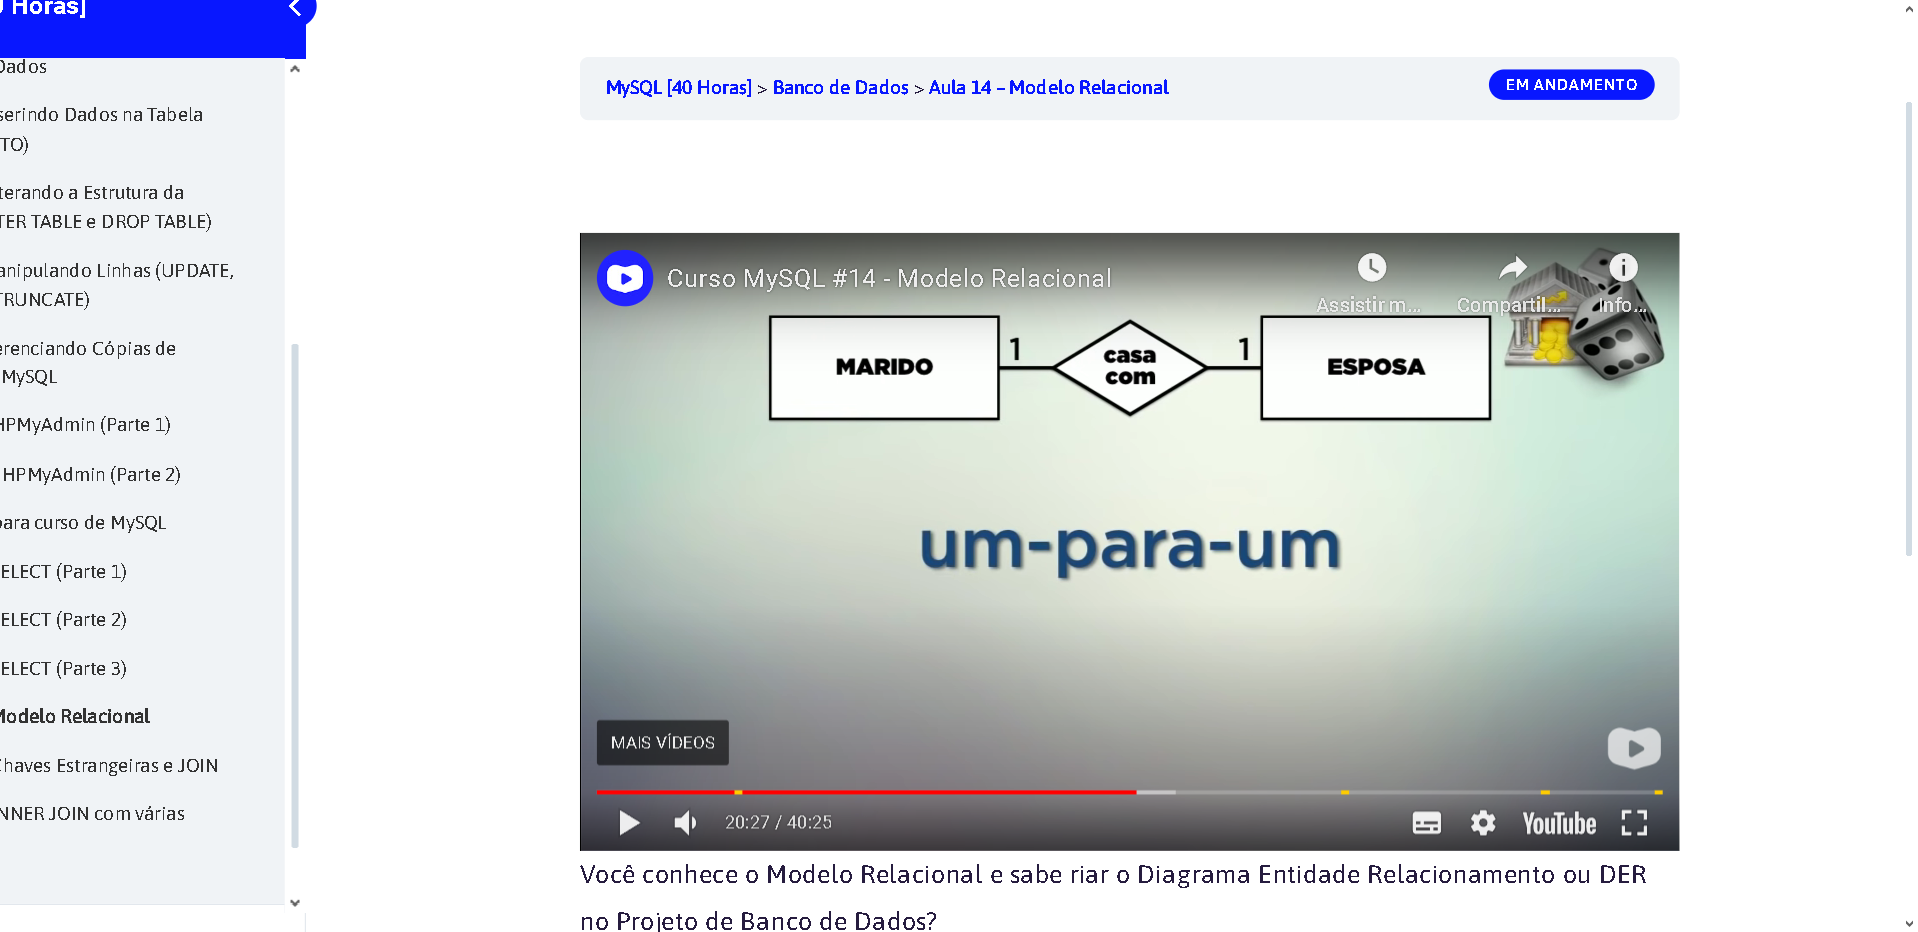 Horas]
Dados
serindo Dados na Tabela
TO)
terando a Estrutura da
TER TABLE e DROP TABLE)
anipulando Linhas (UPDATE,
TRUNCATE)
erenciando Cópias de
MySQL
HPMyAdmin (Parte 1)
HPMyAdmin (Parte 2)
para curso de MySQL
ELECT (Parte 1)
ELECT (Parte 2)
ELECT (Parte 3)
Modelo Relacional
Chaves Estrangeiras e JOIN
NNER JOIN com várias
MySQL [40 Horas] > Banco de Dados > Aula 14 – Modelo Relacional
EM ANDAMENTO
Curso MySQL #14 - Modelo Relacional
Assistir m...
Compartil...
Info...
MARIDO
1
casa
com
1
ESPOSA
um-para-um
MAIS VÍDEOS
20:27 / 40:25
YouTube
Você conhece o Modelo Relacional e sabe riar o Diagrama Entidade Relacionamento ou DER
no Projeto de Banco de Dados?